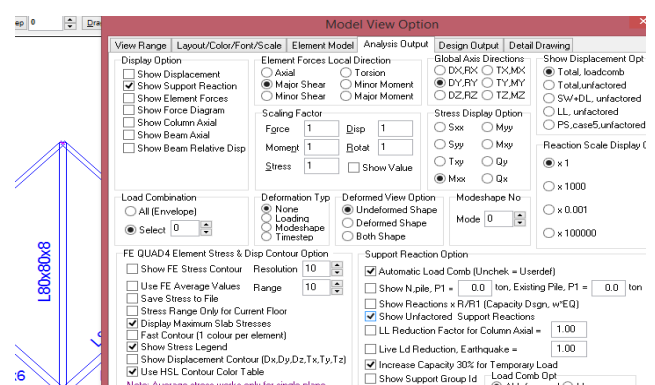 ep 0 Dra
Model View Option
View Range Layout/Color/Font/Scale Element Model Analysis Output Design Output Detail Drawing
Display Option
Show Displacement
Show Support Reaction
Show Element Forces
Show Force Diagram
Show Column Axial
Show Beam Axial
Show Beam Relative Disp
Element Forces Local Direction
Axial Torsion
Major Shear Minor Moment
Minor Shear Major Moment
Global Axis Directions
DX,RX TX,MX
DY,RY TY,MY
DZ,RZ TZ,MZ
Show Displacement Opt
Total, loadcomb
Total,unfactored
SW+DL, unfactored
LL, unfactored
PS,case5,unfactored
Scaling Factor
Force 1 Disp 1
Moment 1 Rotat 1
Stress 1 Show Value
Stress Display Option
Sxx Myy
Syy Mxy
Txy Qy
Mxx Qx
Reaction Scale Display O
x 1
x 1000
x 0.001
x 100000
Load Combination
All (Envelope)
Select 0
Deformation Typ
None
Loading
Modeshape
Timestep
Deformed View Option
Undeformed Shape
Deformed Shape
Both Shape
Modeshape No
Mode 0
FE QUAD4 Element Stress & Disp Contour Option
Show FE Stress Contour Resolution 10
Use FE Average Values Range 10
Save Stress to File
Stress Range Only for Current Floor
Display Maximum Slab Stresses
Fast Contour (1 colour per element)
Show Stress Legend
Show Displacement Contour (Dx,Dy,Dz,Tx,Ty,Tz)
Use HSL Contour Color Table
Note: Average stress works only for single plane
Support Reaction Option
Automatic Load Comb (Unchek = Userdef)
Show N,pile, P1 = 0.0 ton, Existing Pile, P1 = 0.0 ton
Show Reactions x R/R1 (Capacity Dsgn, w*EQ)
Show Unfactored Support Reactions
LL Reduction Factor for Column Axial = 1.00
Live Ld Reduction, Earthquake = 1.00
Increase Capacity 30% for Temporary Load
Show Support Group Id Load Comb Opt
L80x80x8